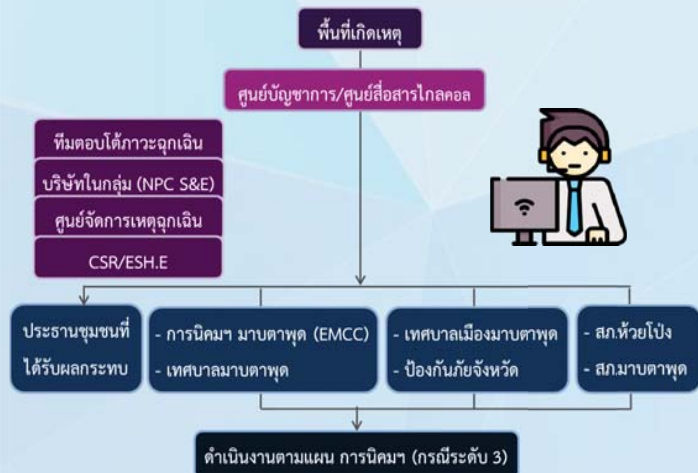 พื้นที่เกิดเหตุ
ศูนย์บัญชาการ/ศูนย์สื่อสารไกลคอล
ทีมตอบโต้ภาวะฉุกเฉิน
บริษัทในกลุ่ม (NPC S&E)
ศูนย์จัดการเหตุฉุกเฉิน
CSR/ESH.E
ประธานชุมชนที่
ได้รับผลกระทบ
- การนิคมฯ มาบตาพุด (EMCC)
- เทศบาลมาบตาพุด
- เทศบาลเมืองมาบตาพุด
- ป้องกันภัยจังหวัด
- สภ.ห้วยโป่ง
- สภ.มาบตาพุด
ดำเนินงานตามแผน การนิคมฯ (กรณีระดับ 3)